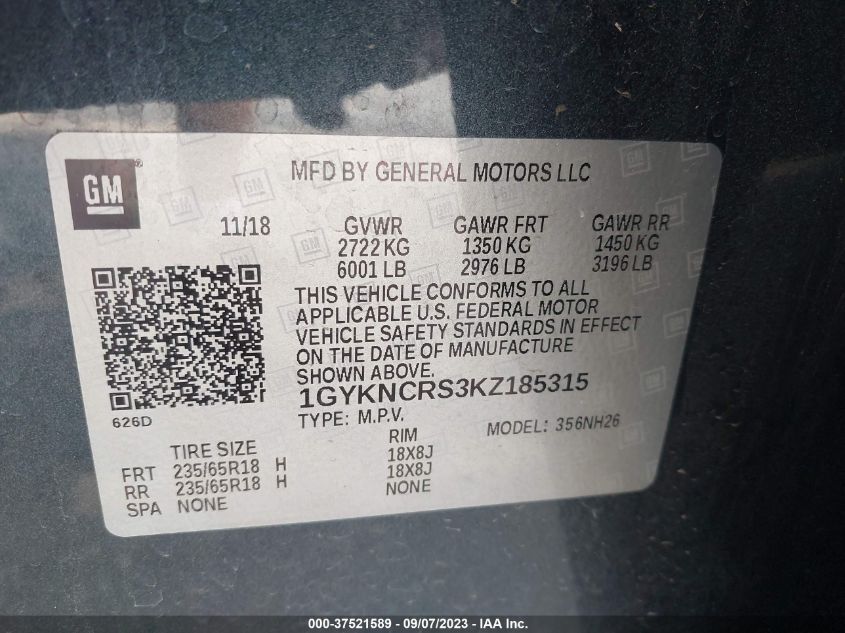 GM
MFD BY GENERAL MOTORS LLC
11/18 GVWR GAWR FRT GAWR RR
2722 KG 1350 KG 1450 KG
6001 LB 2976 LB 3196 LB
THIS VEHICLE CONFORMS TO ALL
APPLICABLE U.S. FEDERAL MOTOR
VEHICLE SAFETY STANDARDS IN EFFECT
ON THE DATE OF MANUFACTURE
SHOWN ABOVE.
1GYKNCRS3KZ185315
TYPE: M.P.V. MODEL: 356NH26
626D
TIRE SIZE RIM
FRT 235/65R18 H 18X8J
RR 235/65R18 H 18X8J
SPA NONE NONE
000-37521589 - 09/07/2023 - IAA Inc.